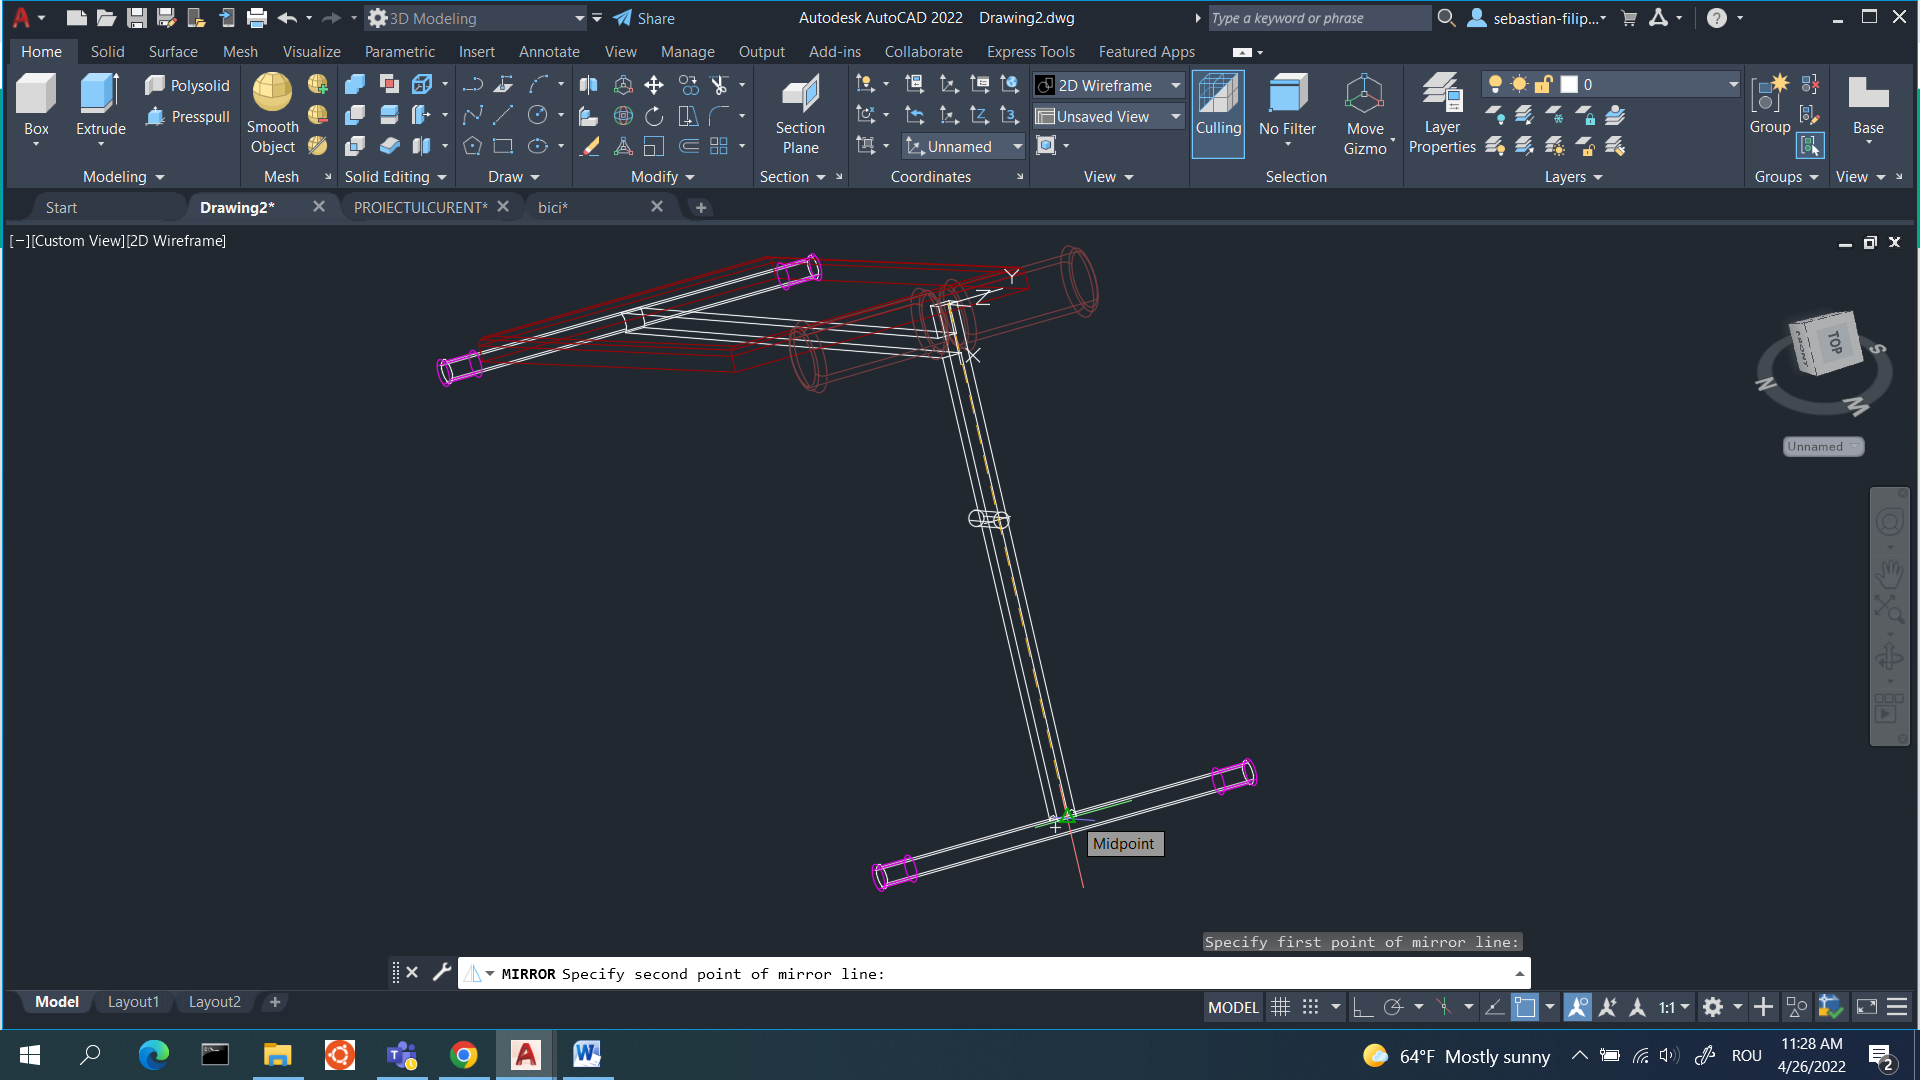 3D Modeling
Share
Autodesk AutoCAD 2022 Drawing2.dwg
Type a keyword or phrase
sebastian-filip...
Home Solid Surface Mesh Visualize Parametric Insert Annotate View Manage Output Add-ins Collaborate Express Tools Featured Apps
Box
Extrude
Polysolid
Presspull
Smooth
Object
Section
Plane
Unnamed
2D Wireframe
Unsaved View
Culling
No Filter
Move
Gizmo
Layer
Properties
0
Group
Base
Modeling Mesh Solid Editing Draw Modify Section Coordinates View Selection Layers Groups View
Start Drawing2* PROIECTULCURENT* bici*
[−][Custom View][2D Wireframe]
Y
Z
X
TOP
FRONT
S
N
M
Unnamed
Midpoint
Specify first point of mirror line:
MIRROR Specify second point of mirror line:
Model Layout1 Layout2
MODEL
1:1
64°F Mostly sunny
ROU
11:28 AM
4/26/2022
2